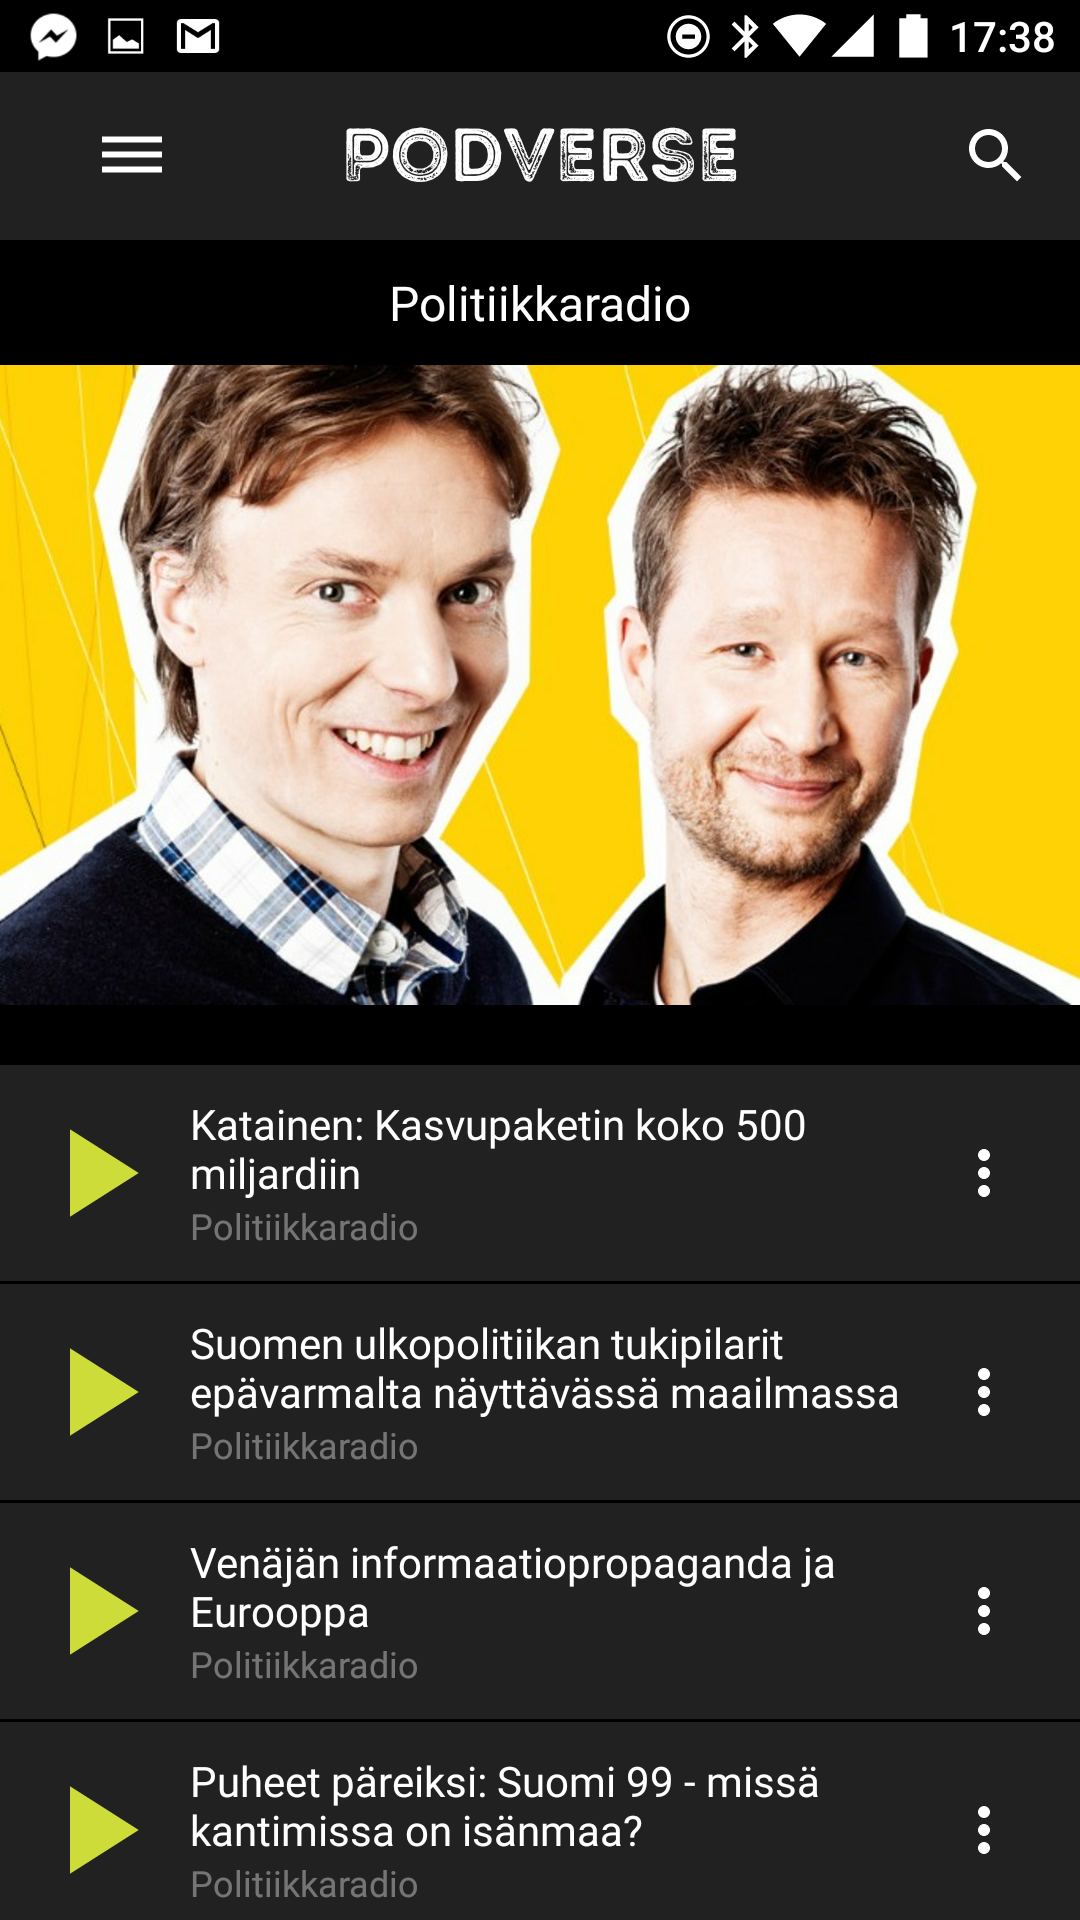 17:38
PODVERSE
Politiikkaradio
Katainen: Kasvupaketin koko 500
miljardiin
Politiikkaradio
Suomen ulkopolitiikan tukipilarit
epävarmalta näyttävässä maailmassa
Politiikkaradio
Venäjän informaatiopropaganda ja
Eurooppa
Politiikkaradio
Puheet päreiksi: Suomi 99 - missä
kantimissa on isänmaa?
Politiikkaradio